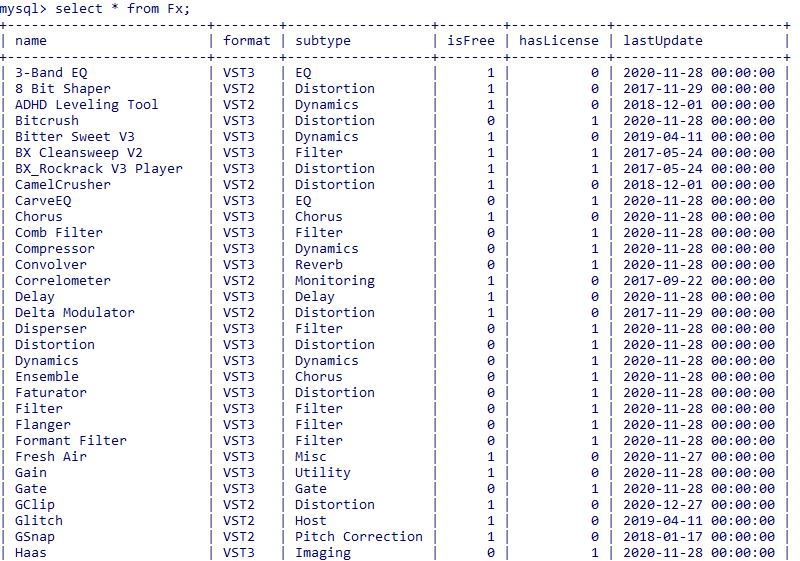 mysql> select * from Fx;
+------------------------+--------+------------------+--------+------------+---------------------+
| name                   | format | subtype          | isFree | hasLicense | lastUpdate          |
+------------------------+--------+------------------+--------+------------+---------------------+
| 3-Band EQ              | VST3   | EQ               |      1 |          0 | 2020-11-28 00:00:00 |
| 8 Bit Shaper           | VST2   | Distortion       |      1 |          0 | 2017-11-29 00:00:00 |
| ADHD Leveling Tool     | VST2   | Dynamics         |      1 |          0 | 2018-12-01 00:00:00 |
| Bitcrush               | VST3   | Distortion       |      0 |          1 | 2020-11-28 00:00:00 |
| Bitter Sweet V3        | VST3   | Dynamics         |      1 |          0 | 2019-04-11 00:00:00 |
| BX Cleansweep V2       | VST3   | Filter           |      1 |          1 | 2017-05-24 00:00:00 |
| BX_Rockrack V3 Player  | VST3   | Distortion       |      1 |          1 | 2017-05-24 00:00:00 |
| CamelCrusher           | VST2   | Distortion       |      1 |          0 | 2018-12-01 00:00:00 |
| CarveEQ                | VST3   | EQ               |      0 |          1 | 2020-11-28 00:00:00 |
| Chorus                 | VST3   | Chorus           |      1 |          0 | 2020-11-28 00:00:00 |
| Comb Filter            | VST3   | Filter           |      0 |          1 | 2020-11-28 00:00:00 |
| Compressor             | VST3   | Dynamics         |      0 |          1 | 2020-11-28 00:00:00 |
| Convolver              | VST3   | Reverb           |      0 |          1 | 2020-11-28 00:00:00 |
| Correlometer           | VST2   | Monitoring       |      1 |          0 | 2017-09-22 00:00:00 |
| Delay                  | VST3   | Delay            |      1 |          0 | 2020-11-28 00:00:00 |
| Delta Modulator        | VST2   | Distortion       |      1 |          0 | 2017-11-29 00:00:00 |
| Disperser              | VST3   | Filter           |      0 |          1 | 2020-11-28 00:00:00 |
| Distortion             | VST3   | Distortion       |      0 |          1 | 2020-11-28 00:00:00 |
| Dynamics               | VST3   | Dynamics         |      0 |          1 | 2020-11-28 00:00:00 |
| Ensemble               | VST3   | Chorus           |      0 |          1 | 2020-11-28 00:00:00 |
| Faturator              | VST3   | Distortion       |      0 |          1 | 2020-11-28 00:00:00 |
| Filter                 | VST3   | Filter           |      0 |          1 | 2020-11-28 00:00:00 |
| Flanger                | VST3   | Filter           |      0 |          1 | 2020-11-28 00:00:00 |
| Formant Filter         | VST3   | Filter           |      0 |          1 | 2020-11-28 00:00:00 |
| Fresh Air              | VST3   | Misc             |      1 |          0 | 2020-11-27 00:00:00 |
| Gain                   | VST3   | Utility          |      1 |          0 | 2020-11-28 00:00:00 |
| Gate                   | VST3   | Gate             |      0 |          1 | 2020-11-28 00:00:00 |
| GClip                  | VST2   | Distortion       |      1 |          0 | 2020-12-27 00:00:00 |
| Glitch                 | VST2   | Host             |      1 |          0 | 2019-04-11 00:00:00 |
| GSnap                  | VST2   | Pitch Correction |      1 |          0 | 2018-01-17 00:00:00 |
| Haas                   | VST3   | Imaging          |      0 |          1 | 2020-11-28 00:00:00 |